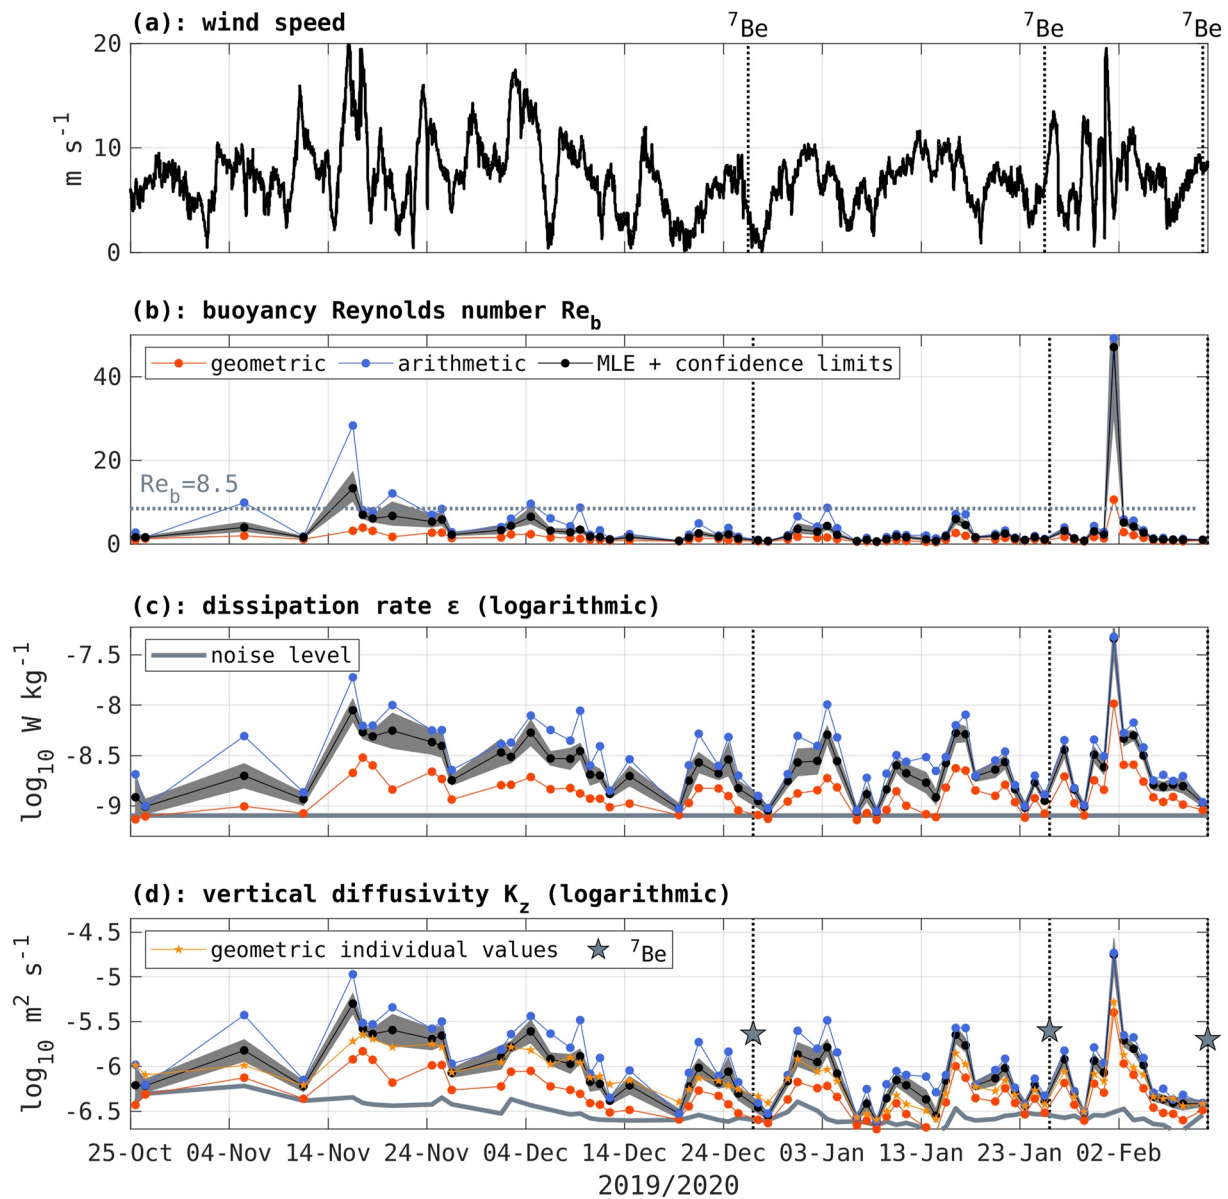 (a): wind speed
⁷Be ⁷Be ⁷Be
20
10
0
m s⁻¹
(b): buoyancy Reynolds number Re_b
geometric arithmetic MLE + confidence limits
40
20
0
Re_b=8.5
(c): dissipation rate ε (logarithmic)
noise level
-7.5
-8
-8.5
-9
log₁₀ W kg⁻¹
(d): vertical diffusivity K_z (logarithmic)
geometric individual values ⁷Be
-4.5
-5
-5.5
-6
-6.5
log₁₀ m² s⁻¹
25-Oct 04-Nov 14-Nov 24-Nov 04-Dec 14-Dec 24-Dec 03-Jan 13-Jan 23-Jan 02-Feb
2019/2020